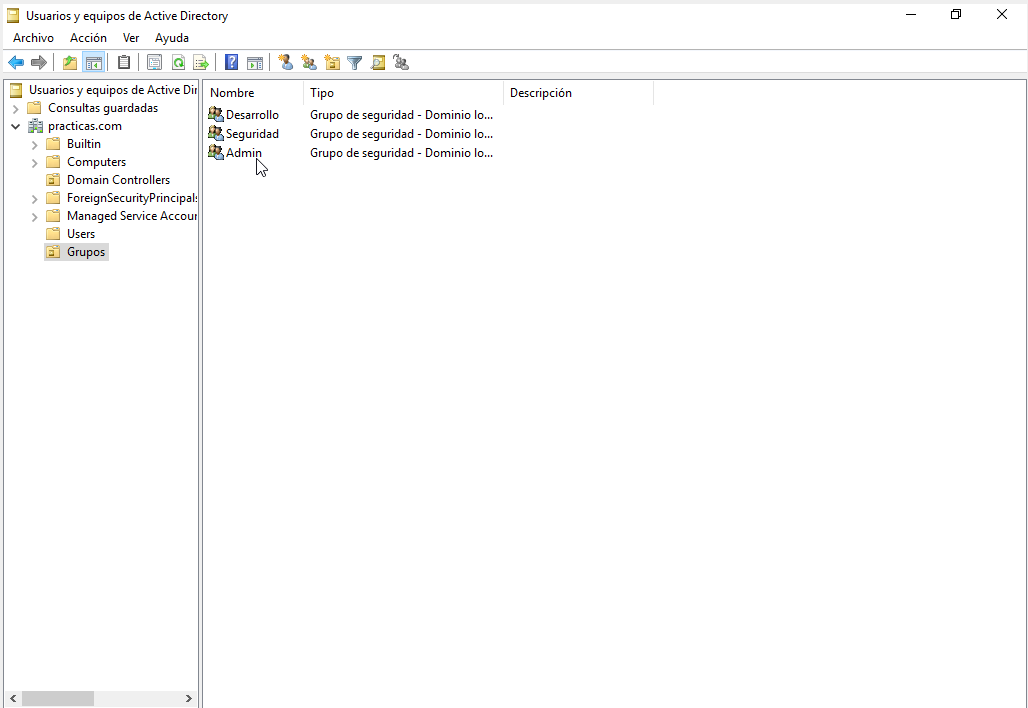 Usuarios y equipos de Active Directory
Archivo Acción Ver Ayuda
Usuarios y equipos de Active Dir
Consultas guardadas
practicas.com
Builtin
Computers
Domain Controllers
ForeignSecurityPrincipals
Managed Service Accour
Users
Grupos
Nombre Tipo Descripción
Desarrollo Grupo de seguridad - Dominio lo...
Seguridad Grupo de seguridad - Dominio lo...
Admin Grupo de seguridad - Dominio lo...